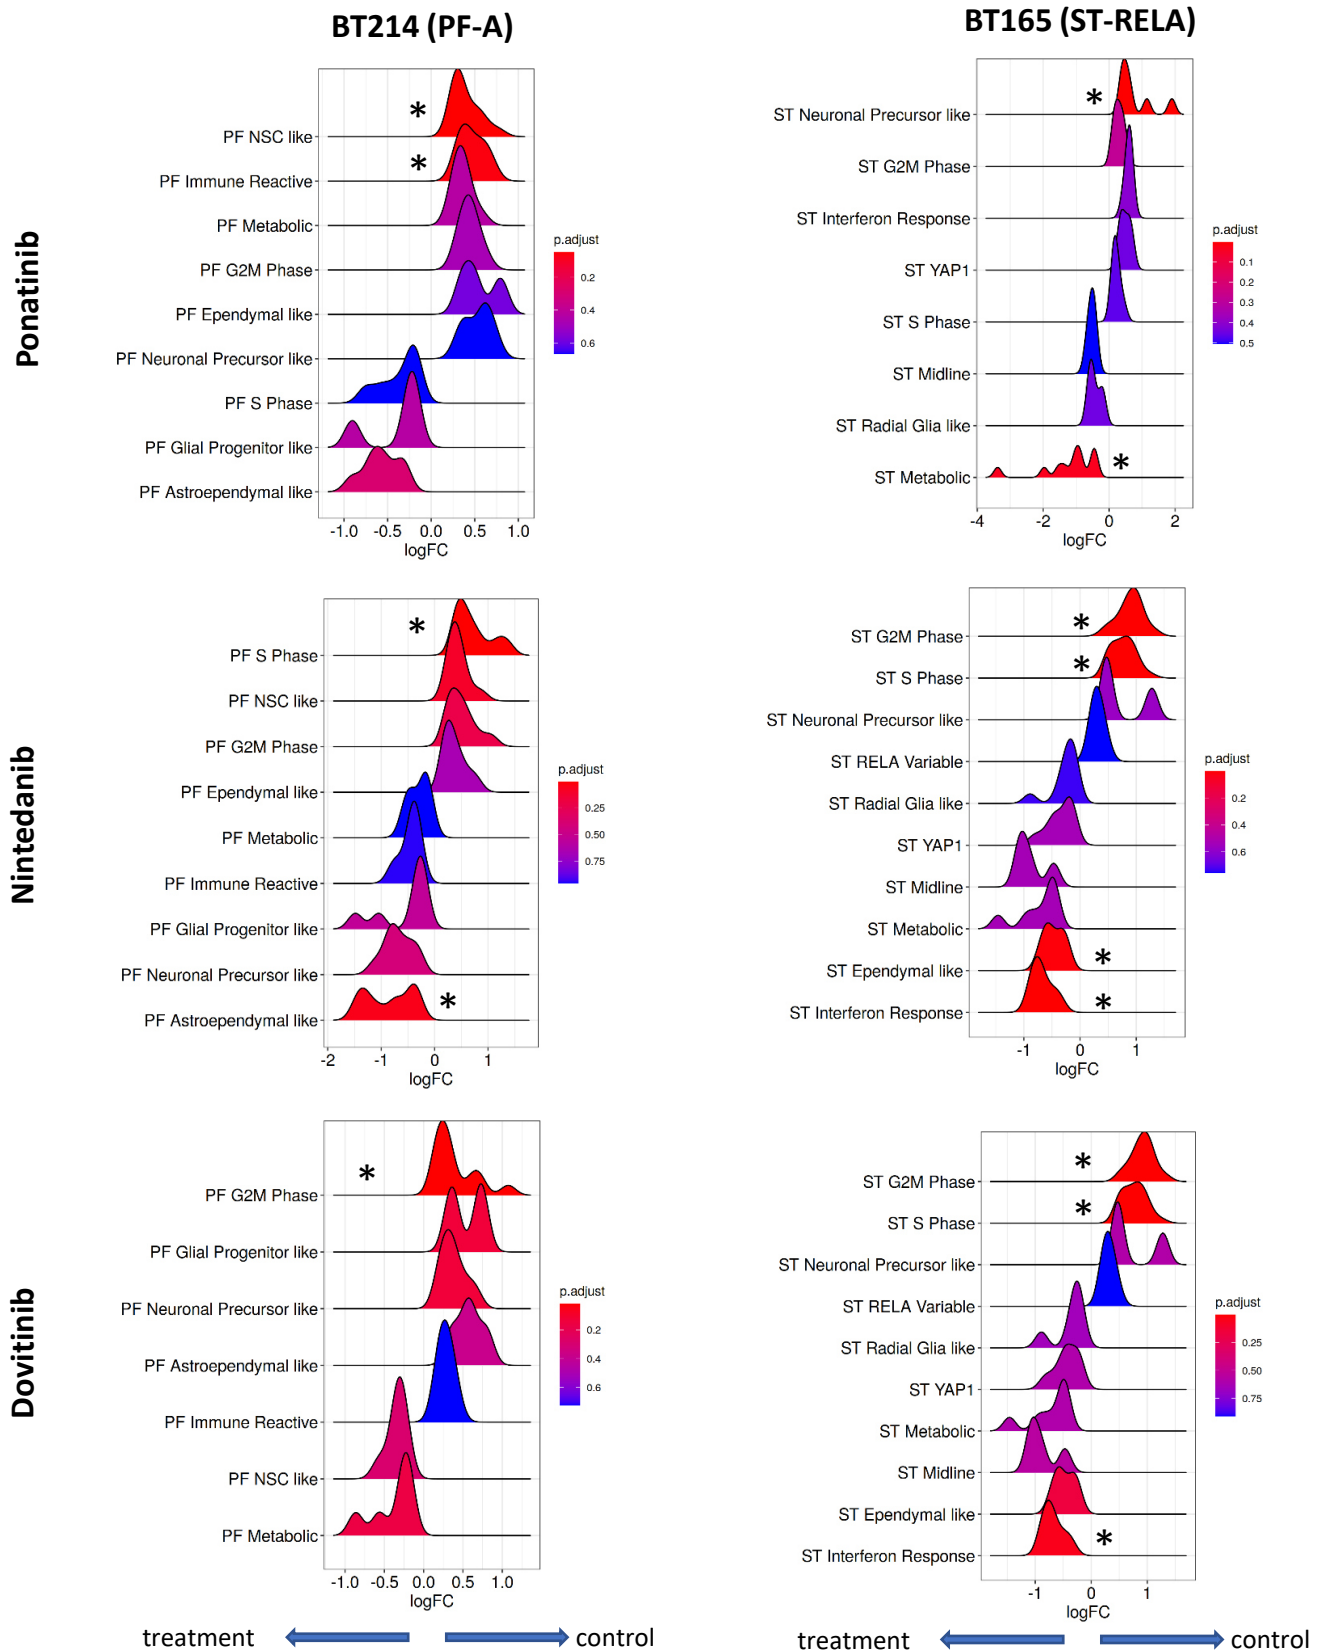 BT214 (PF-A)
BT165 (ST-RELA)
Ponatinib
PF NSC like
*
PF Immune Reactive
*
PF Metabolic
PF G2M Phase
PF Ependymal like
PF Neuronal Precursor like
PF S Phase
PF Glial Progenitor like
PF Astroependymal like
-1.0 -0.5 0.0 0.5 1.0
logFC
p.adjust
0.2
0.4
0.6
ST Neuronal Precursor like
*
ST G2M Phase
ST Interferon Response
ST YAP1
ST S Phase
ST Midline
ST Radial Glia like
ST Metabolic
*
-4 -2 0 2
logFC
p.adjust
0.1
0.2
0.3
0.4
0.5
Nintedanib
PF S Phase
*
PF NSC like
PF G2M Phase
PF Ependymal like
PF Metabolic
PF Immune Reactive
PF Glial Progenitor like
PF Neuronal Precursor like
PF Astroependymal like
*
-2 -1 0 1
logFC
p.adjust
0.25
0.50
0.75
ST G2M Phase
*
ST S Phase
*
ST Neuronal Precursor like
ST RELA Variable
ST Radial Glia like
ST YAP1
ST Midline
ST Metabolic
ST Ependymal like
*
ST Interferon Response
*
-1 0 1
logFC
p.adjust
0.2
0.4
0.6
Dovitinib
PF G2M Phase
*
PF Glial Progenitor like
PF Neuronal Precursor like
PF Astroependymal like
PF Immune Reactive
PF NSC like
PF Metabolic
-1.0 -0.5 0.0 0.5 1.0
logFC
p.adjust
0.2
0.4
0.6
ST G2M Phase
*
ST S Phase
*
ST Neuronal Precursor like
ST RELA Variable
ST Radial Glia like
ST YAP1
ST Metabolic
ST Midline
ST Ependymal like
ST Interferon Response
*
-1 0 1
logFC
p.adjust
0.25
0.50
0.75
treatment control
treatment control